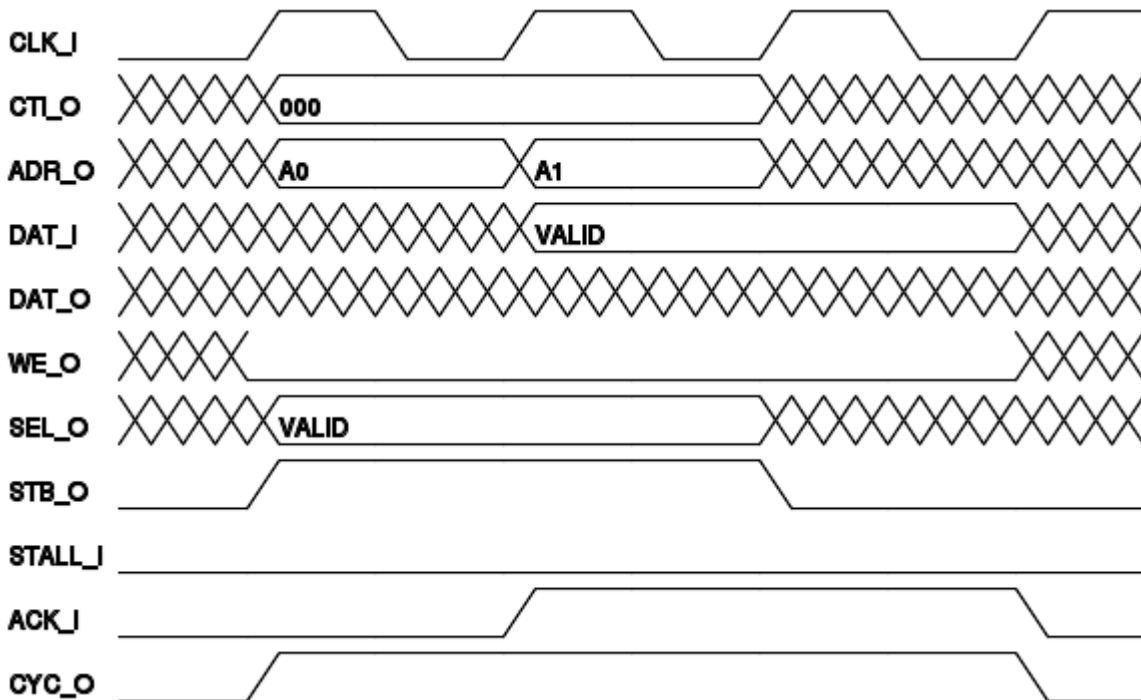 CLK_I
CTI_O 000
ADR_O A0 A1
DAT_I VALID
DAT_O
WE_O
SEL_O VALID
STB_O
STALL_I
ACK_I
CYC_O